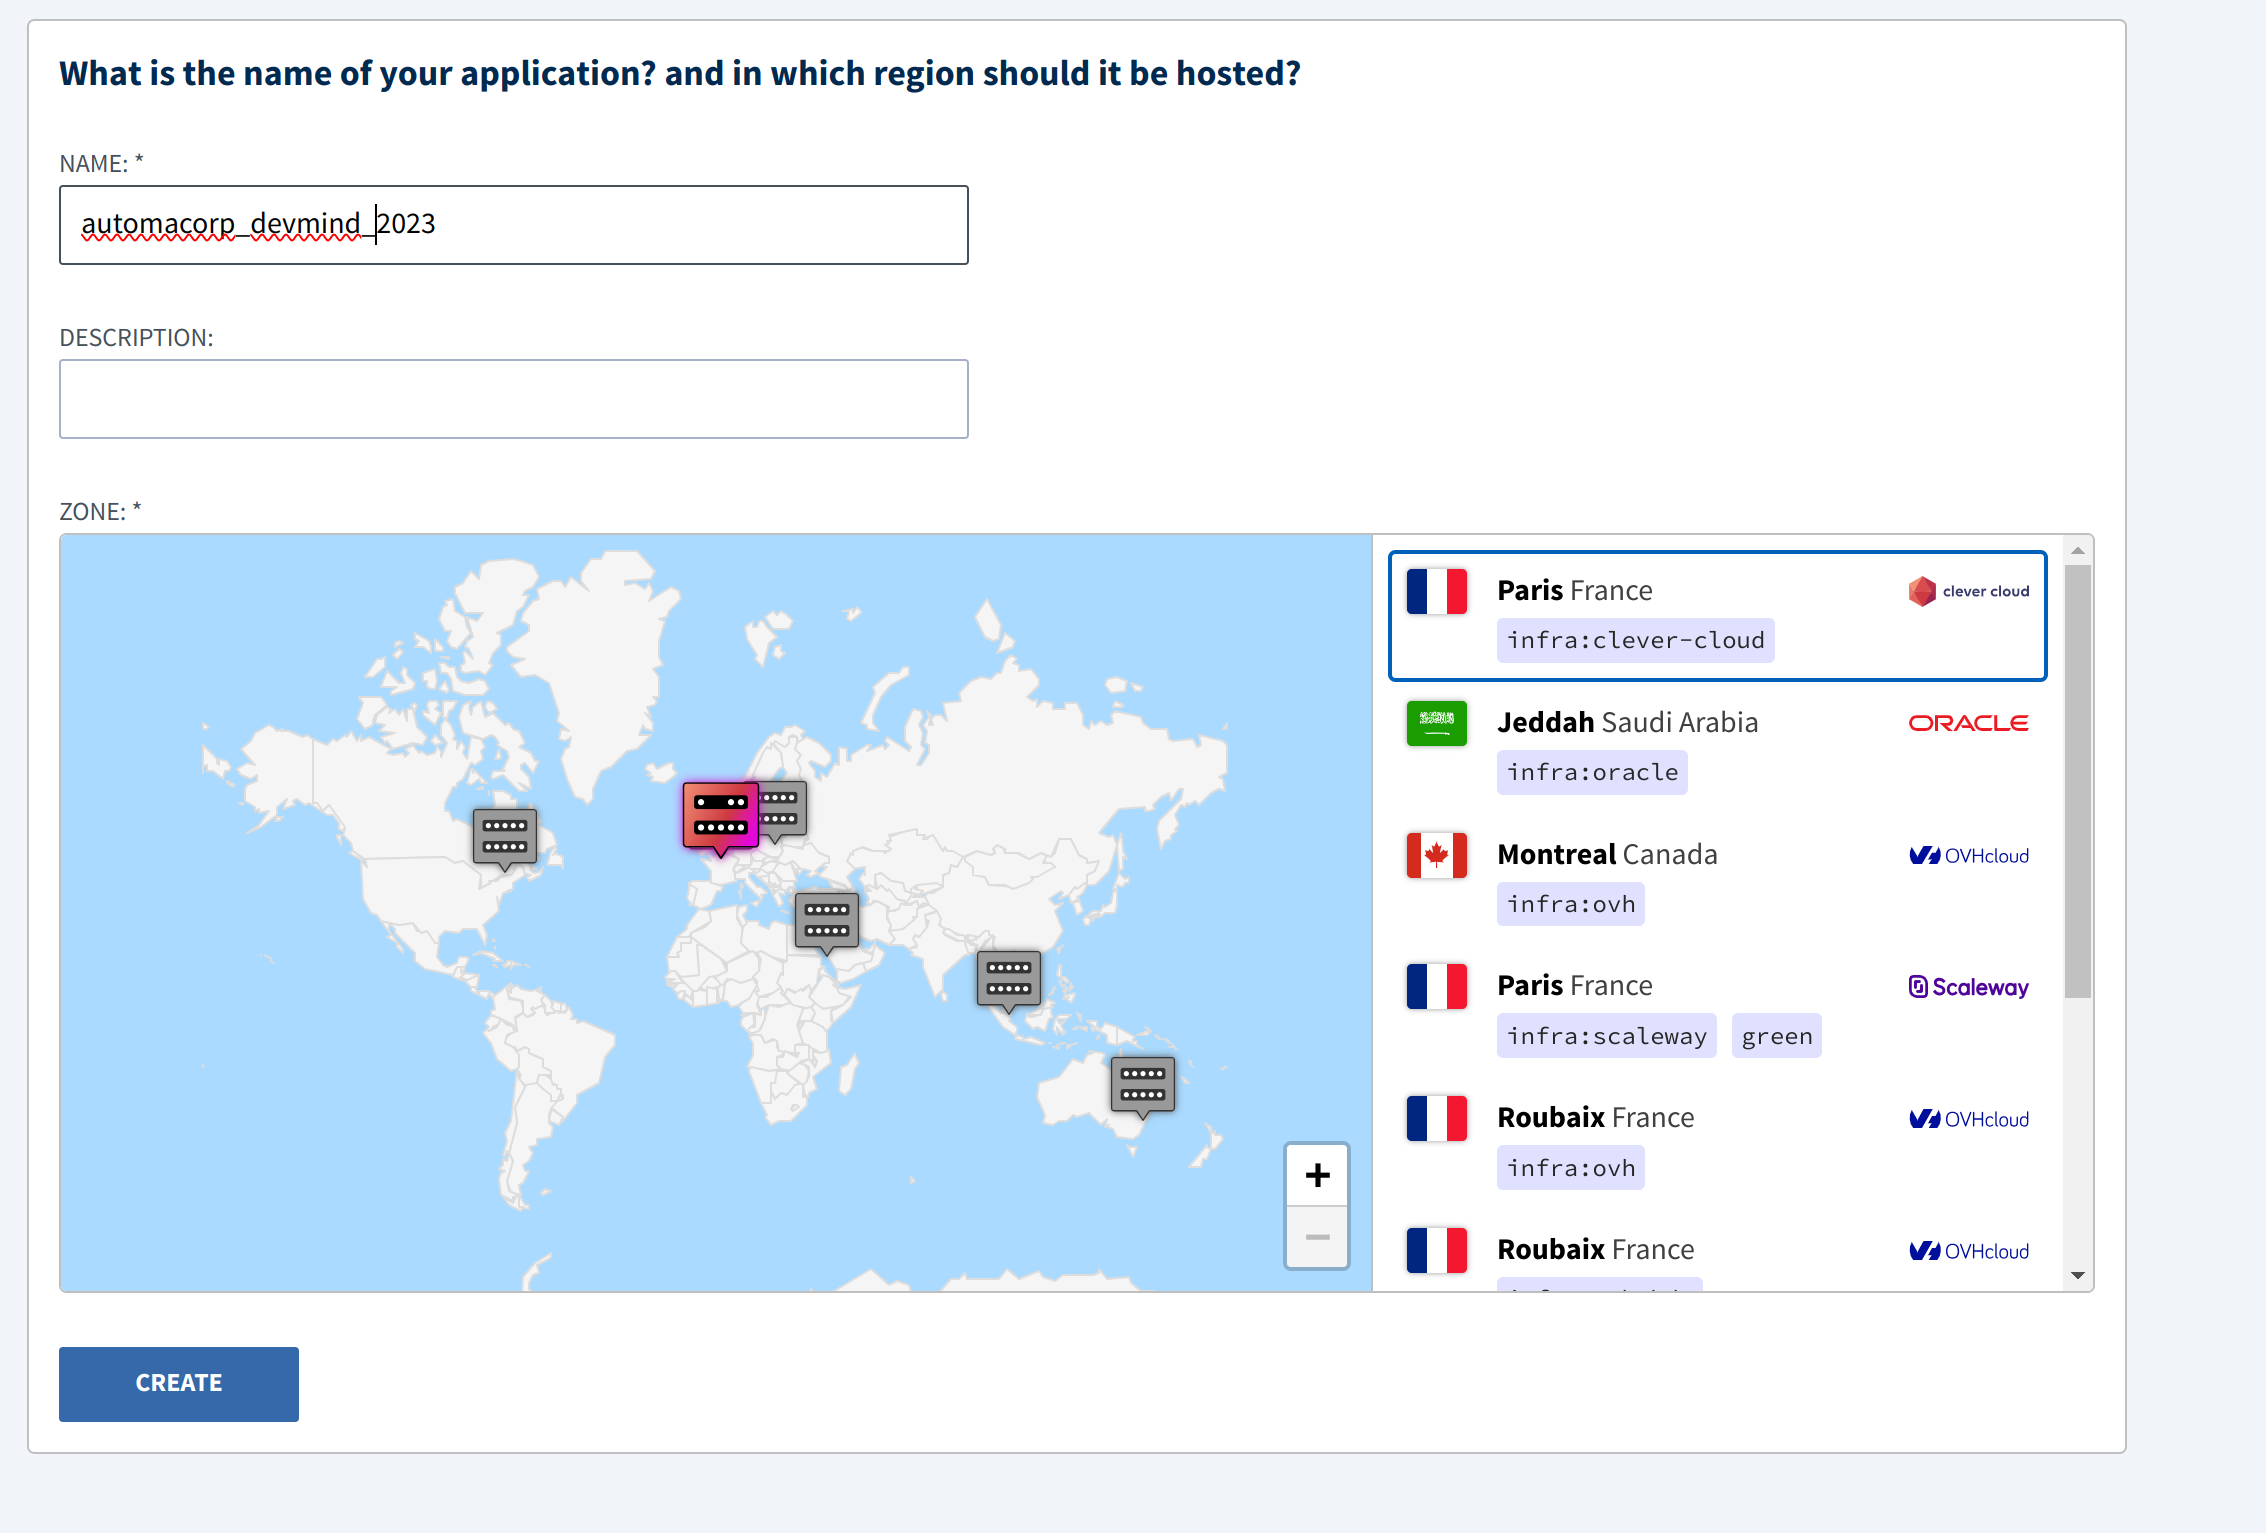 What is the name of your application? and in which region should it be hosted?
NAME: *
automacorp_devmind_2023
DESCRIPTION:
ZONE: *
Paris France
clever cloud
infra:clever-cloud
Jeddah Saudi Arabia
ORACLE
infra:oracle
Montreal Canada
OVHcloud
infra:ovh
Paris France
Scaleway
infra:scaleway green
Roubaix France
OVHcloud
infra:ovh
Roubaix France
OVHcloud
+
−
CREATE